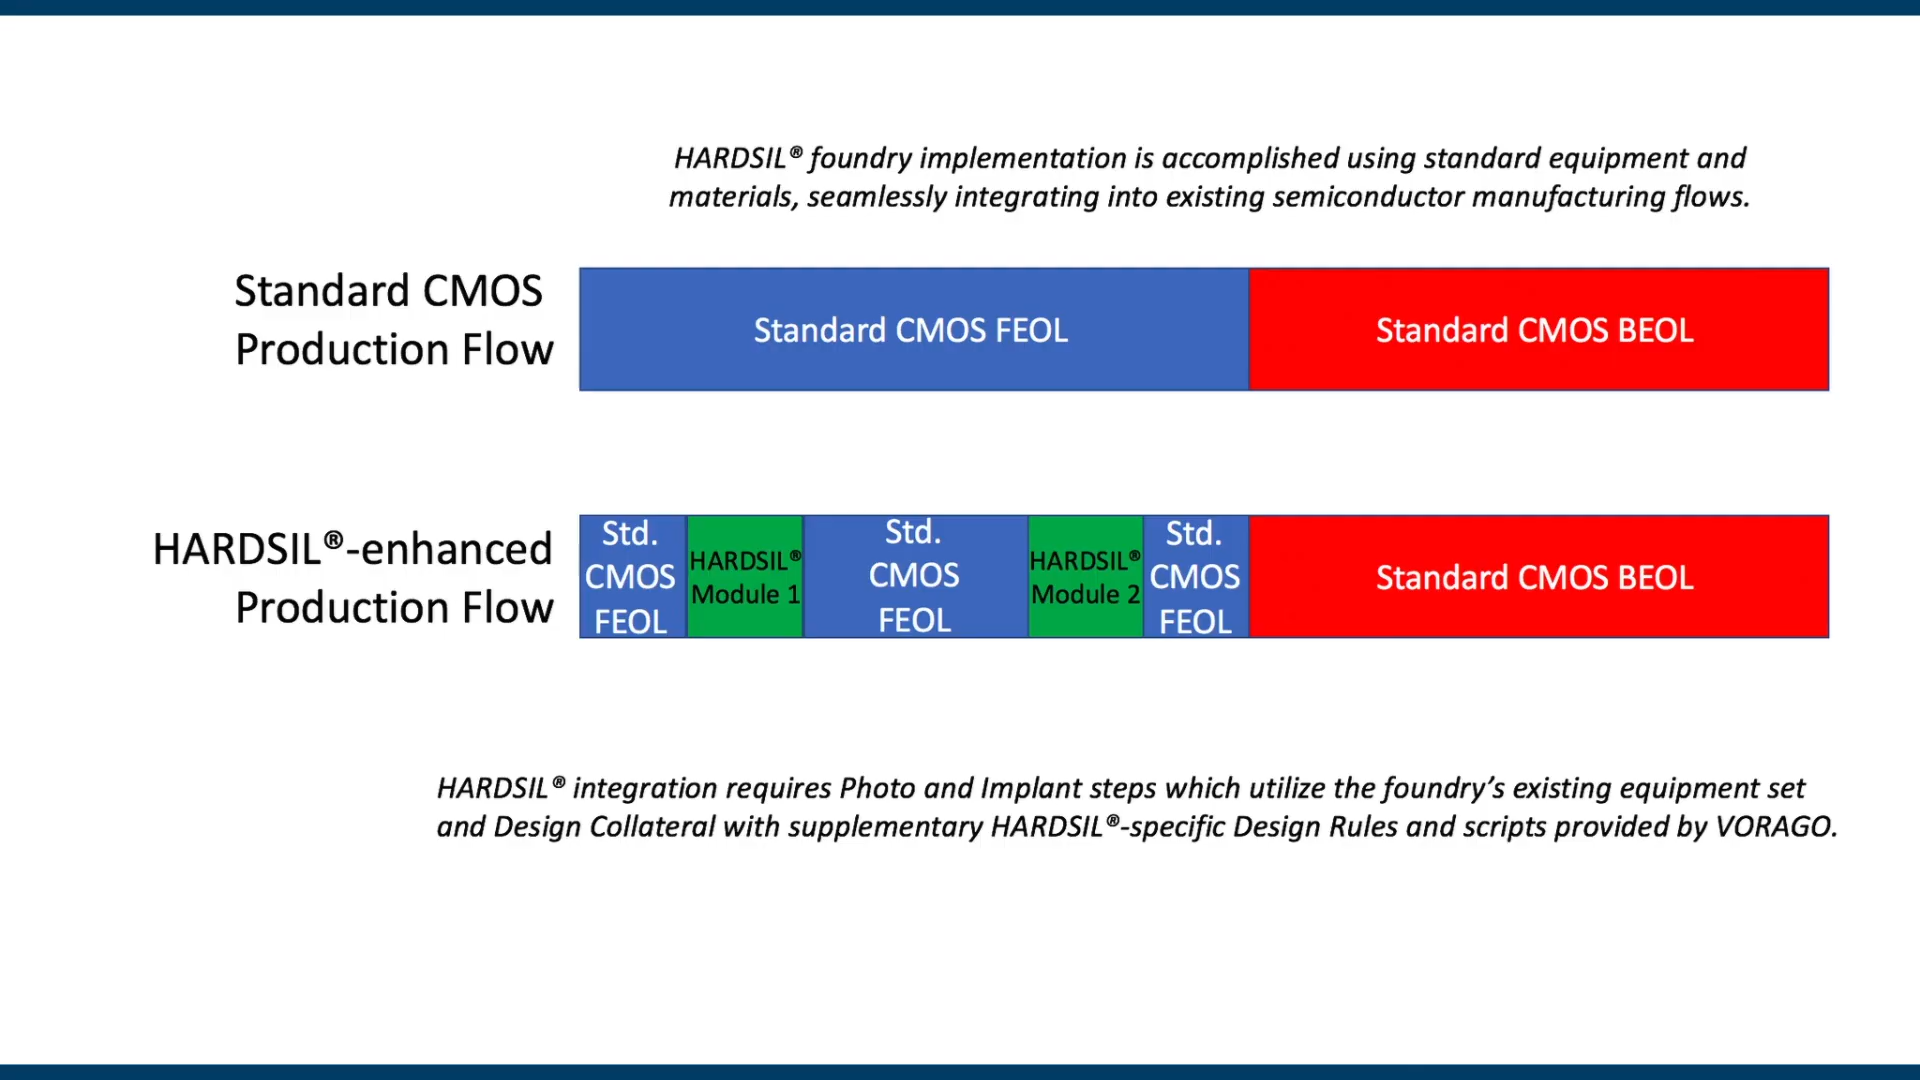 HARDSIL® foundry implementation is accomplished using standard equipment and
materials, seamlessly integrating into existing semiconductor manufacturing flows.
Standard CMOS
Production Flow
Standard CMOS FEOL
Standard CMOS BEOL
HARDSIL®-enhanced
Production Flow
Std.
CMOS
FEOL
HARDSIL®
Module 1
Std.
CMOS
FEOL
HARDSIL®
Module 2
Std.
CMOS
FEOL
Standard CMOS BEOL
HARDSIL® integration requires Photo and Implant steps which utilize the foundry’s existing equipment set
and Design Collateral with supplementary HARDSIL®-specific Design Rules and scripts provided by VORAGO.